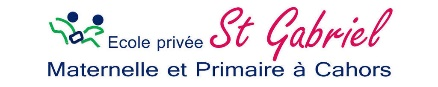 Ecole privée St Gabriel
Maternelle et Primaire à Cahors